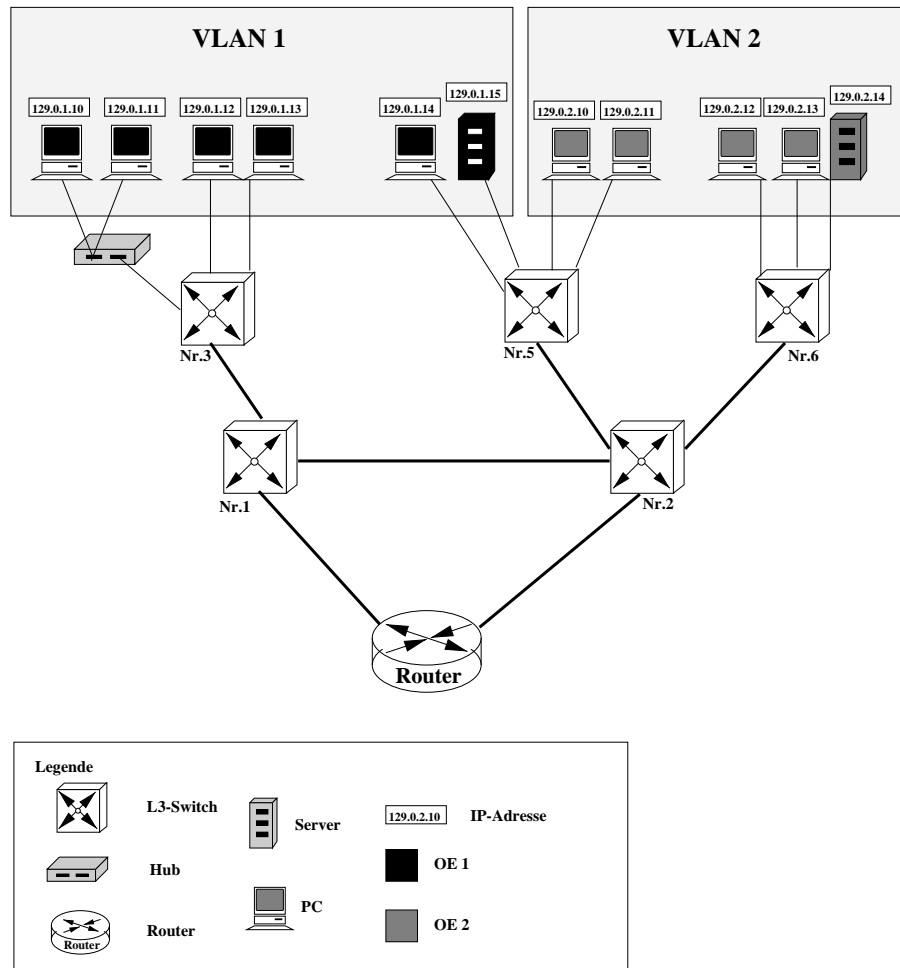 VLAN 1
VLAN 2
129.0.1.10
129.0.1.11
129.0.1.12
129.0.1.13
129.0.1.14
129.0.1.15
129.0.2.10
129.0.2.11
129.0.2.12
129.0.2.13
129.0.2.14
Nr.3
Nr.5
Nr.6
Nr.1
Nr.2
Router
Legende
L3-Switch
Server
129.0.2.10
IP-Adresse
Hub
OE 1
PC
Router
Router
OE 2